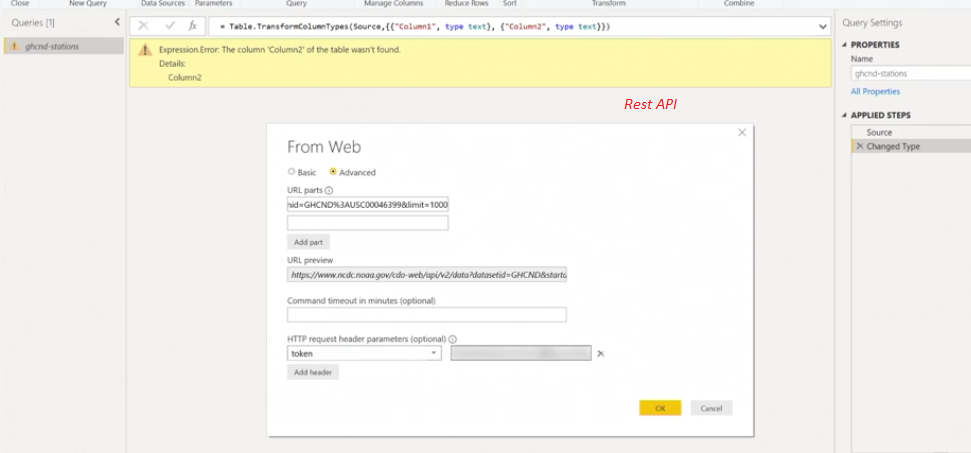 Close New Query Data Sources Parameters Query Manage Columns Reduce Rows Sort Transform Combine
Queries [1]
ghcnd-stations
fx = Table.TransformColumnTypes(Source,{{"Column1", type text}, {"Column2", type text}})
Expression.Error: The column 'Column2' of the table wasn't found.
Details:
Column2
Rest API
From Web
Basic Advanced
URL parts
nid=GHCND%3AUSC00046399&limit=1000
Add part
URL preview
https://www.ncdc.noaa.gov/cdo-web/api/v2/data?datasetid=GHCND&starta
Command timeout in minutes (optional)
HTTP request header parameters (optional)
token
Add header
OK Cancel
Query Settings
PROPERTIES
Name
ghcnd-stations
All Properties
APPLIED STEPS
Source
Changed Type